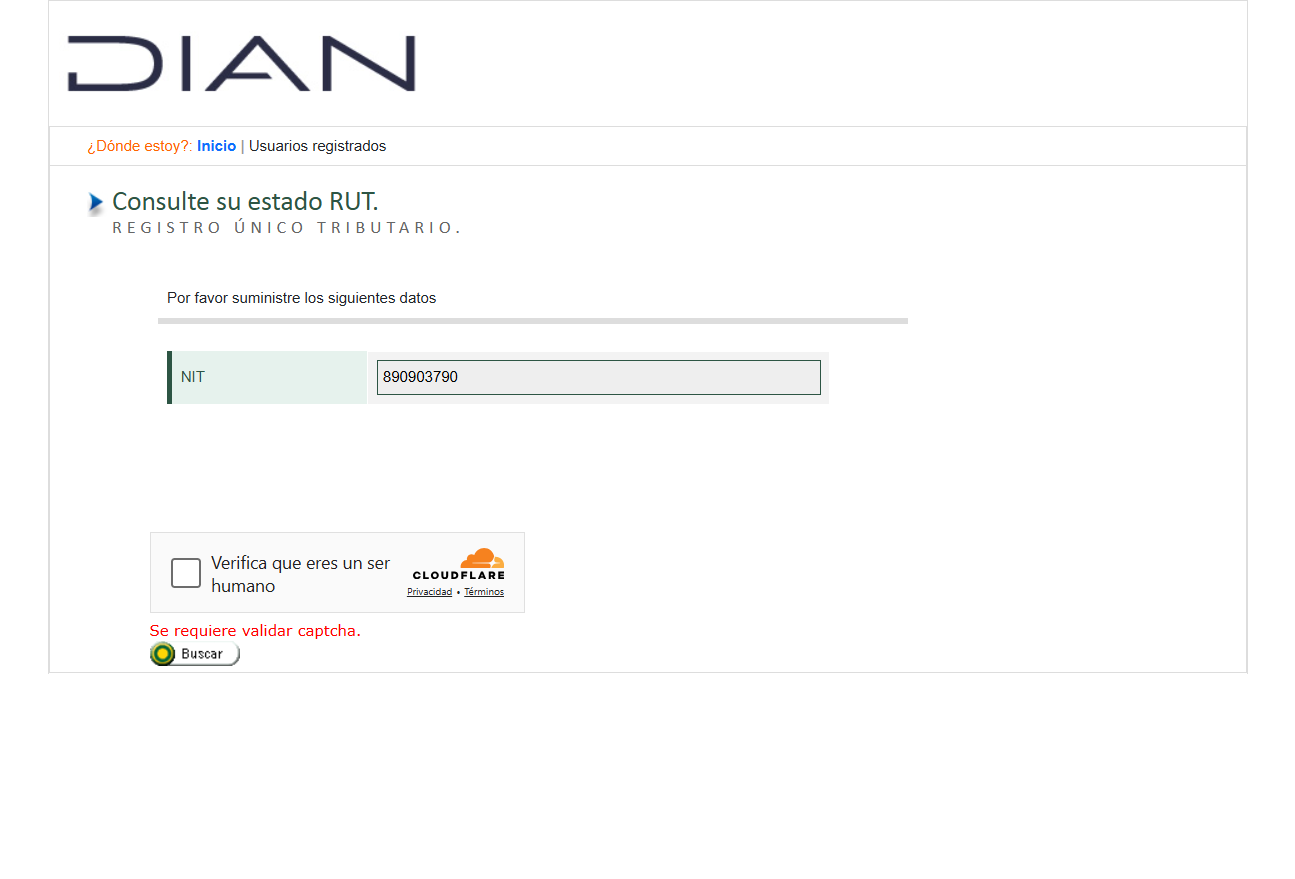 DIAN
¿Dónde estoy?: Inicio | Usuarios registrados
Consulte su estado RUT.
REGISTRO ÚNICO TRIBUTARIO.
Por favor suministre los siguientes datos
NIT 890903790
Verifica que eres un ser
humano
CLOUDFLARE
Privacidad • Términos
Se requiere validar captcha.
Buscar